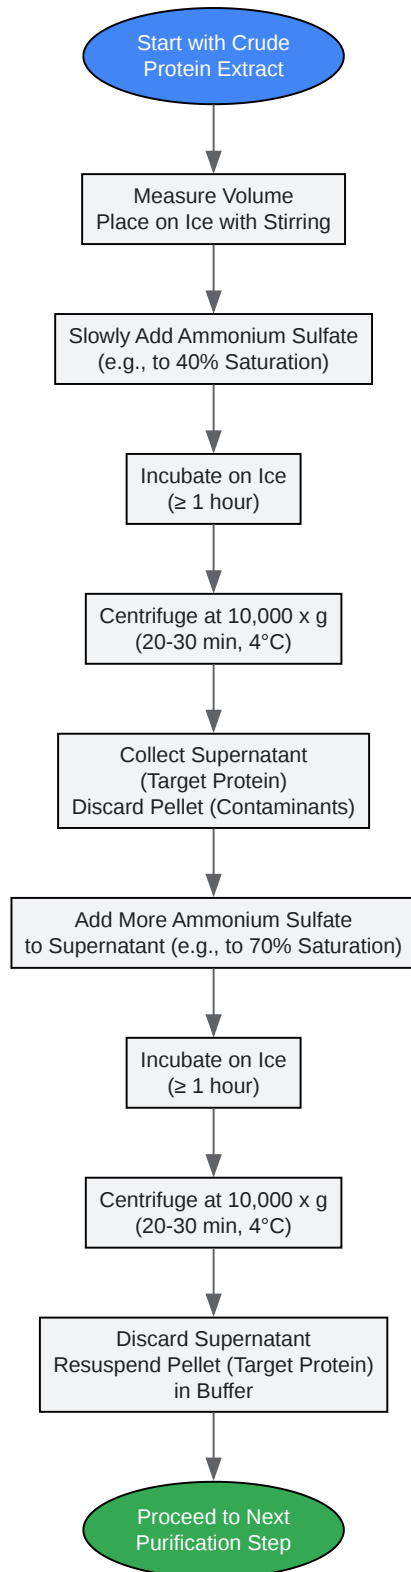 Start with Crude
Protein Extract
Measure Volume
Place on Ice with Stirring
Slowly Add Ammonium Sulfate
(e.g., to 40% Saturation)
Incubate on Ice
(≥ 1 hour)
Centrifuge at 10,000 x g
(20-30 min, 4°C)
Collect Supernatant
(Target Protein)
Discard Pellet (Contaminants)
Add More Ammonium Sulfate
to Supernatant (e.g., to 70% Saturation)
Incubate on Ice
(≥ 1 hour)
Centrifuge at 10,000 x g
(20-30 min, 4°C)
Discard Supernatant
Resuspend Pellet (Target Protein)
in Buffer
Proceed to Next
Purification Step